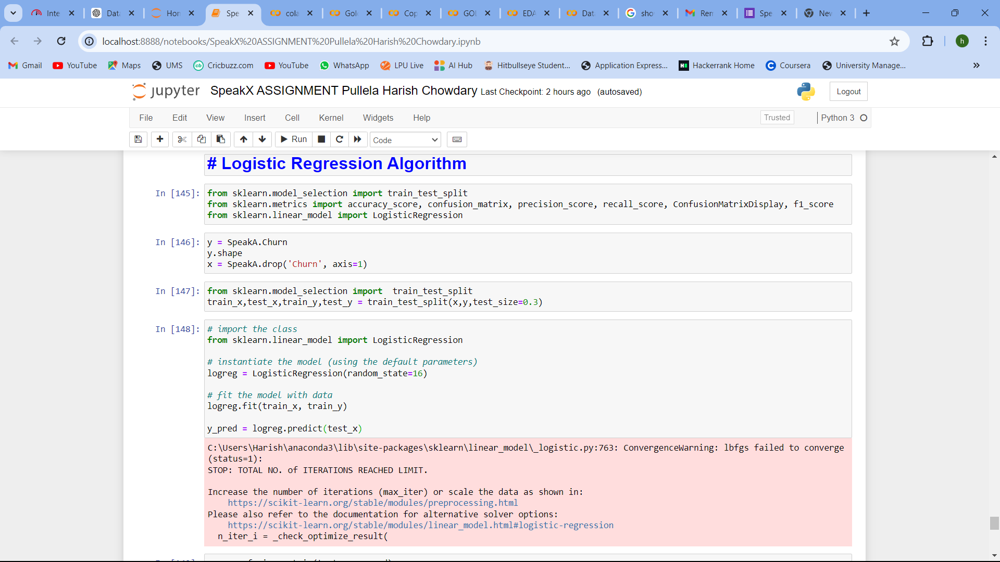 Inte
Data
Hon
Spe
cola
Gold
Cop
GOl
EDA
Dat
sho
Rem
Spe
New
localhost:8888/notebooks/SpeakX%20ASSIGNMENT%20Pullela%20Harish%20Chowdary.ipynb
h
Gmail YouTube Maps UMS Cricbuzz.com YouTube WhatsApp LPU Live AI Hub Hitbullseye Student... Application Express... Hackerrank Home Coursera University Manage...
jupyter SpeakX ASSIGNMENT Pullela Harish Chowdary Last Checkpoint: 2 hours ago (autosaved) Logout
File Edit View Insert Cell Kernel Widgets Help Trusted Python 3
Run Code
# Logistic Regression Algorithm
In [145]: from sklearn.model_selection import train_test_split
from sklearn.metrics import accuracy_score, confusion_matrix, precision_score, recall_score, ConfusionMatrixDisplay, f1_score
from sklearn.linear_model import LogisticRegression
In [146]: y = SpeakA.Churn
y.shape
x = SpeakA.drop('Churn', axis=1)
In [147]: from sklearn.model_selection import  train_test_split
train_x,test_x,train_y,test_y = train_test_split(x,y,test_size=0.3)
In [148]: # import the class
from sklearn.linear_model import LogisticRegression
# instantiate the model (using the default parameters)
logreg = LogisticRegression(random_state=16)
# fit the model with data
logreg.fit(train_x, train_y)
y_pred = logreg.predict(test_x)
C:\Users\Harish\anaconda3\lib\site-packages\sklearn\linear_model\_logistic.py:763: ConvergenceWarning: lbfgs failed to converge
(status=1):
STOP: TOTAL NO. of ITERATIONS REACHED LIMIT.
Increase the number of iterations (max_iter) or scale the data as shown in:
https://scikit-learn.org/stable/modules/preprocessing.html
Please also refer to the documentation for alternative solver options:
https://scikit-learn.org/stable/modules/linear_model.html#logistic-regression
n_iter_i = _check_optimize_result(